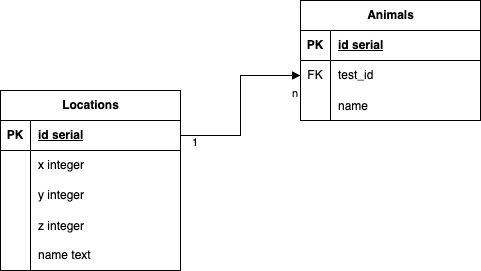 Animals
PK id serial
FK test_id
name
n
Locations
PK id serial
1
x integer
y integer
z integer
name text